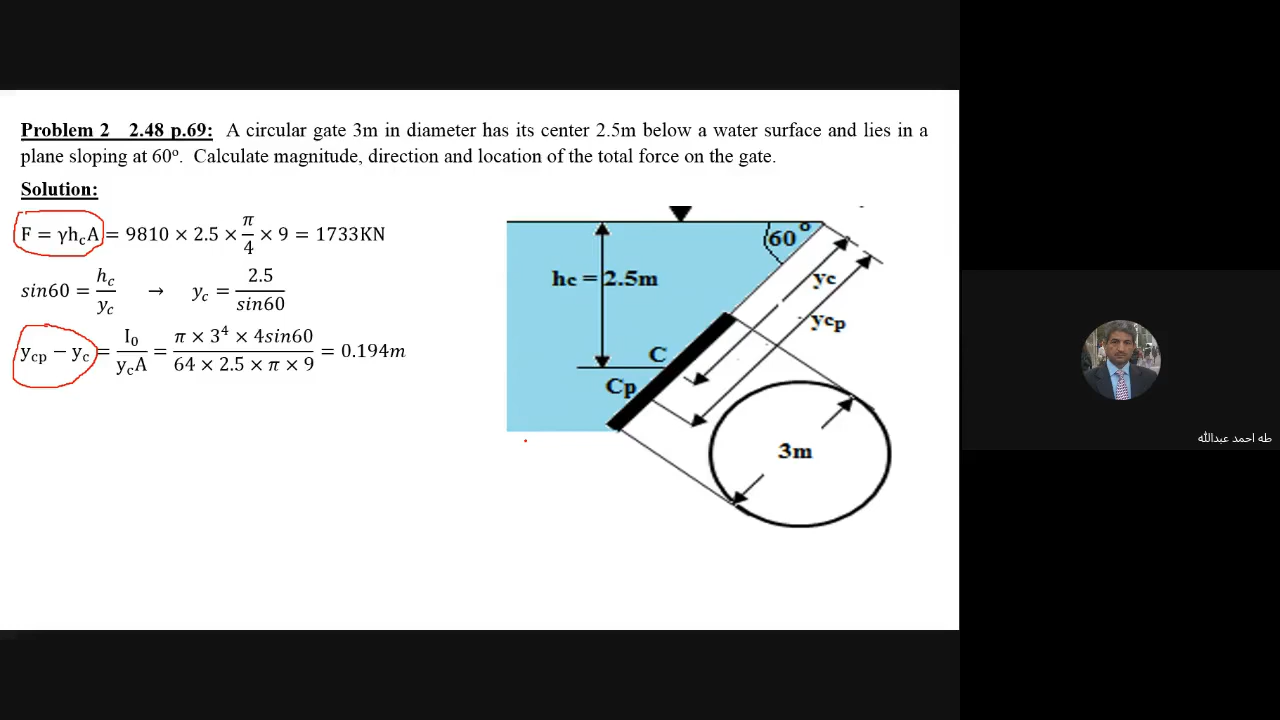 Problem 2 2.48 p.69: A circular gate 3m in diameter has its center 2.5m below a water surface and lies in a
plane sloping at 60º. Calculate magnitude, direction and location of the total force on the gate.
Solution:
F = γh_cA = 9810 × 2.5 × π/4 × 9 = 1733KN
sin60 = h_c/y_c → y_c = 2.5/sin60
y_cp − y_c = I_0/(y_cA) = (π × 3⁴ × 4sin60)/(64 × 2.5 × π × 9) = 0.194m
60°
hc = 2.5m
yc
ycp
C
Cp
3m
طه احمد عبدالله